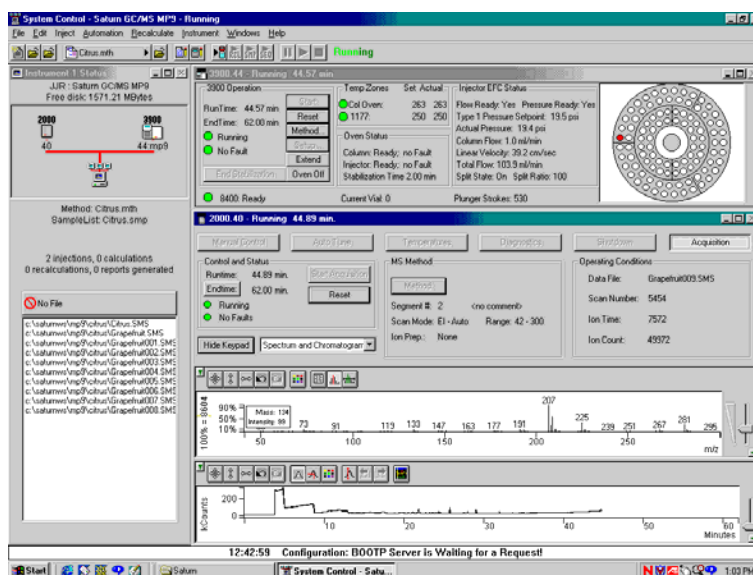 System Control - Saturn GC/MS MP9 - Running
File Edit Inject Automation Recalculate Instrument Windows Help
Citrus.mth
Running
Instrument 1 Status
JJR : Saturn GC/MS MP9
Free disk: 1571.21 MBytes
2000 3900
40 44:mp9
Method: Citrus.mth
SampleList: Citrus.smp
2 injections, 0 calculations
0 recalculations, 0 reports generated
No File
c:\saturnws\mp9\citrus\Citrus.SMS
c:\saturnws\mp9\citrus\Grapefruit.SMS
c:\saturnws\mp9\citrus\Grapefruit001.SMS
c:\saturnws\mp9\citrus\Grapefruit002.SMS
c:\saturnws\mp9\citrus\Grapefruit003.SMS
c:\saturnws\mp9\citrus\Grapefruit004.SMS
c:\saturnws\mp9\citrus\Grapefruit005.SMS
c:\saturnws\mp9\citrus\Grapefruit006.SMS
c:\saturnws\mp9\citrus\Grapefruit007.SMS
c:\saturnws\mp9\citrus\Grapefruit008.SMS
3900.44 - Running 44.57 min
3900 Operation
RunTime: 44.57 min
EndTime: 62.00 min
Running
No Fault
Start
Reset
Method...
Setup...
Extend
End Stabilization
Oven Off
Temp Zones Set Actual
Col Oven: 263 263
1177: 250 250
Oven Status
Column: Ready; no Fault
Injector: Ready; no Fault
Stabilization Time 2.00 min
Injector EFC Status
Flow Ready: Yes Pressure Ready: Yes
Type 1 Pressure Setpoint: 19.5 psi
Actual Pressure: 19.4 psi
Column Flow: 1.0 ml/min
Linear Velocity: 39.2 cm/sec
Total Flow: 103.9 ml/min
Split State: On Split Ratio: 100
8400: Ready Current Vial: 0 Plunger Strokes: 530
2000.40 - Running 44.89 min.
Manual Control Auto Tune Temperatures Diagnostics Shutdown Acquisition
Control and Status
Runtime: 44.89 min.
Endtime: 62.00 min.
Running
No Faults
Start Acquisition
Reset
MS Method
Method...
Segment #: 2 <no comment>
Scan Mode: EI - Auto Range: 42 - 300
Ion Prep.: None
Operating Conditions
Data File: Grapefruit009.SMS
Scan Number: 5454
Ion Time: 7572
Ion Count: 49972
Hide Keypad Spectrum and Chromatogram
100% = 8604
90%
50%
10%
Mass: 134
Intensity: 89
73 91 119 133 147 163 177 191 207 225 239 251 267 281 295
50 100 150 200 250
m/z
kCounts
200
0
10 20 30 40 50 60
Minutes
12:42:59 Configuration: BOOTP Server is Waiting for a Request!
Start Saturn System Control - Satu... 1:03 PM